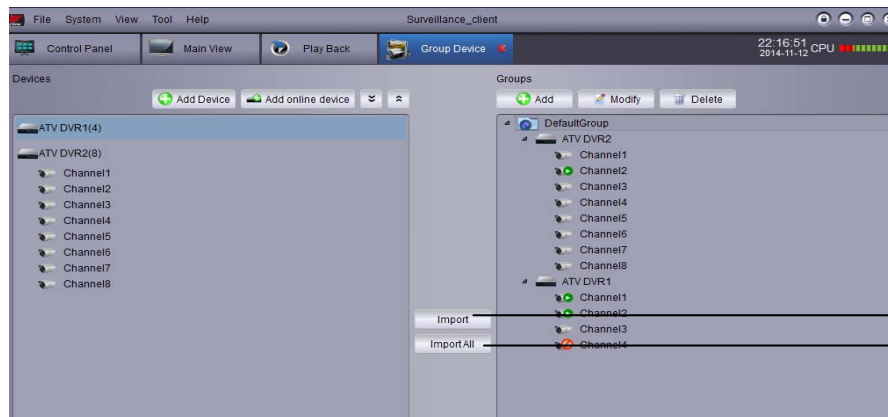 File System View Tool Help Surveillance_client
Control Panel Main View Play Back Group Device 22:16:51 CPU
2014-11-12
Devices Groups
Add Device Add online device Add Modify Delete
ATV DVR1(4) DefaultGroup
ATV DVR2
ATV DVR2(8) Channel1
Channel1 Channel2
Channel2 Channel3
Channel3 Channel4
Channel4 Channel5
Channel5 Channel6
Channel6 Channel7
Channel7 Channel8
Channel8 ATV DVR1
Channel1
Import Channel2
Channel3
Import All Channel4